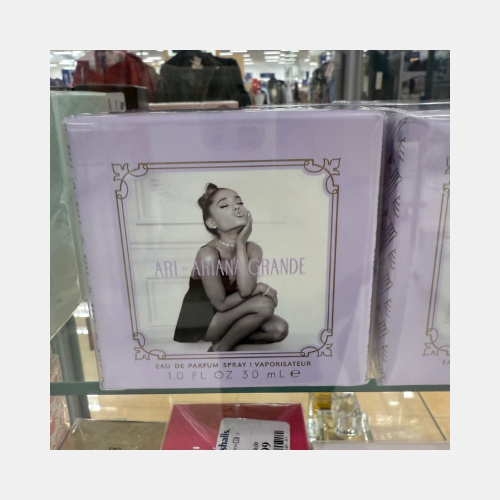 ARI - ARIANA GRANDE
EAU DE PARFUM SPRAY | VAPORISATEUR
1.0 FL OZ 30 mL ℮